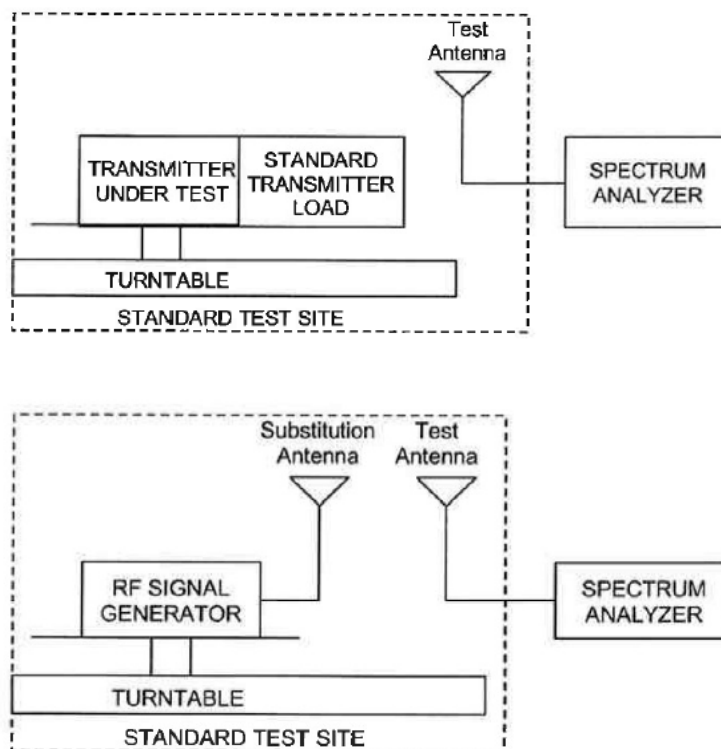 Test
Antenna
TRANSMITTER
UNDER TEST
STANDARD
TRANSMITTER
LOAD
SPECTRUM
ANALYZER
TURNTABLE
STANDARD TEST SITE
Substitution
Antenna
Test
Antenna
RF SIGNAL
GENERATOR
SPECTRUM
ANALYZER
TURNTABLE
STANDARD TEST SITE